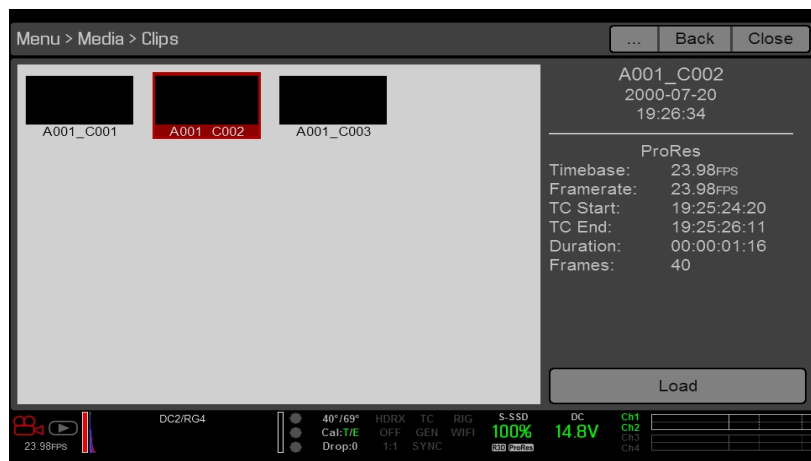 Menu > Media > Clips
... Back Close
A001_C001 A001_C002 A001_C003
A001_C002
2000-07-20
19:26:34
ProRes
Timebase: 23.98FPS
Framerate: 23.98FPS
TC Start: 19:25:24:20
TC End: 19:25:26:11
Duration: 00:00:01:16
Frames: 40
Load
23.98FPS
DC2/RG4
40°/69° HDRX TC RIG
Cal:T/E OFF GEN WIFI
Drop:0 1:1 SYNC
S-SSD
100%
R3D ProRes
DC
14.8V
Ch1
Ch2
Ch3
Ch4